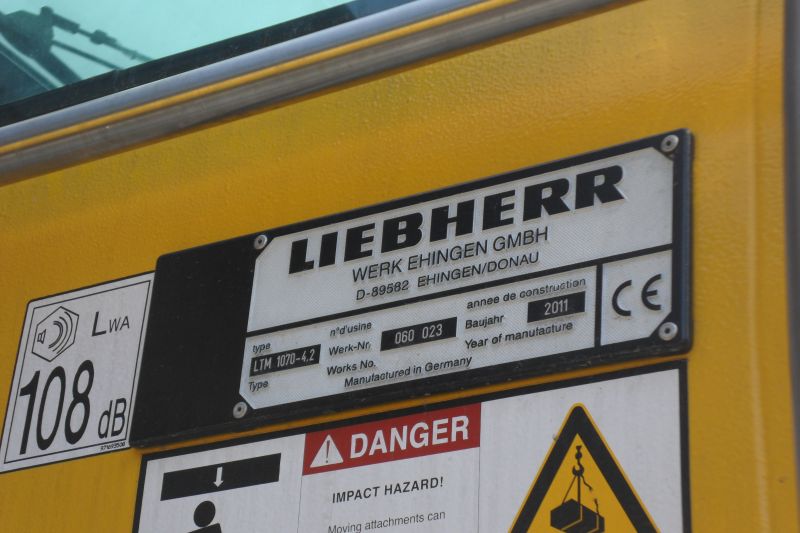 LIEBHERR
WERK EHINGEN GMBH
D-89582 EHINGEN/DONAU
type
LTM 1070-4.2
Type
n°d'usine
Werk-Nr.
Works No.
060 023
annee de construction
Baujahr
Year of manufacture
2011
Manufactured in Germany
CE
LWA
108 dB
DANGER
IMPACT HAZARD!
Moving attachments can